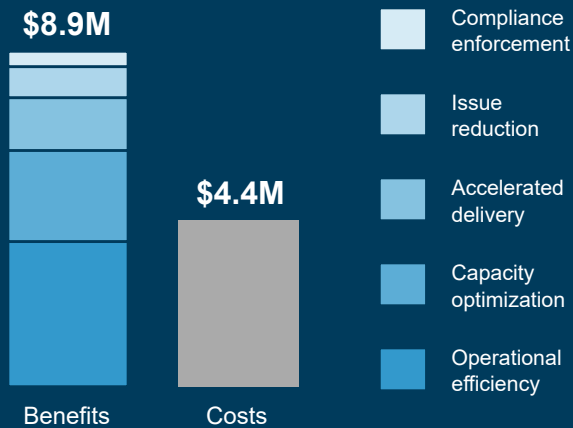 $8.9M
$4.4M
Benefits
Costs
Compliance
enforcement
Issue
reduction
Accelerated
delivery
Capacity
optimization
Operational
efficiency